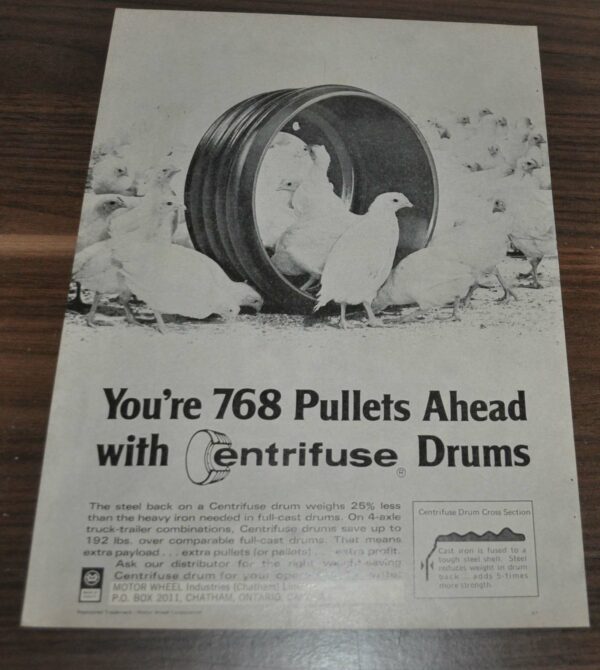 You're 768 Pullets Ahead
with Centrifuse® Drums
The steel back on a Centrifuse drum weighs 25% less
than the heavy iron needed in full-cast drums. On 4-axle
truck-trailer combinations, Centrifuse drums save up to
192 lbs. over comparable full-cast drums. That means
extra payload . . . extra pullets (or pallets) . . . extra profit.
Ask our distributor for the right weight-saving
Centrifuse drum for your
MOTOR WHEEL Industries (Chatham)
P.O. BOX 2011, CHATHAM, ONTARIO,
Centrifuse Drum Cross Section
Cast iron is fused to a
tough steel shell. Steel
reduces weight in drum
back . . . adds 5-times
more strength.
Registered Trademark - Motor Wheel Corporation